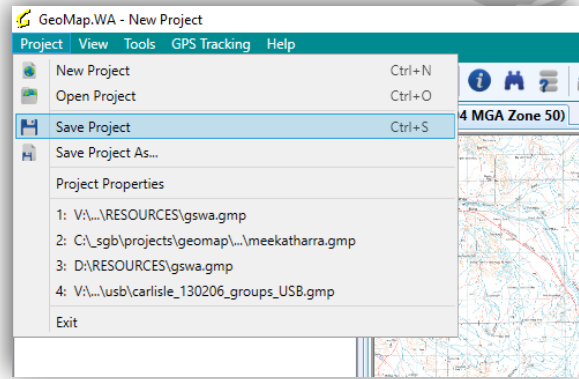 GeoMap.WA - New Project
Project View Tools GPS Tracking Help
New Project Ctrl+N
Open Project Ctrl+O
Save Project Ctrl+S
4 MGA Zone 50)
Save Project As...
Project Properties
1: V:\...\RESOURCES\gswa.gmp
2: C:\_sgb\projects\geomap\...\meekatharra.gmp
3: D:\RESOURCES\gswa.gmp
4: V:\...\usb\carlisle_130206_groups_USB.gmp
Exit